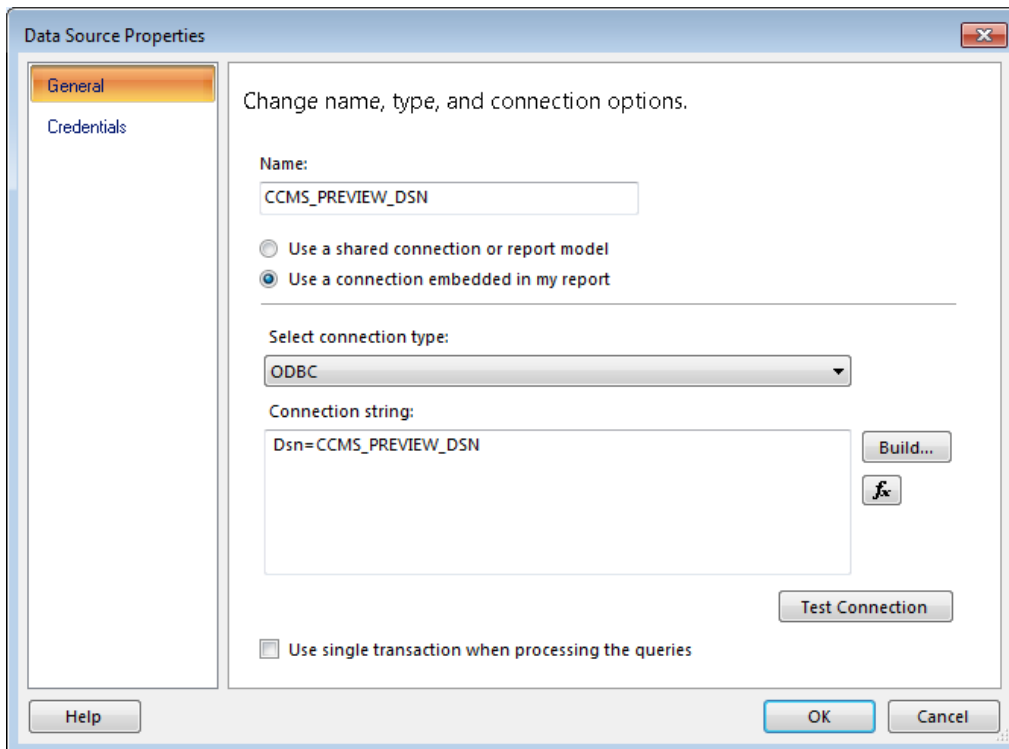 Data Source Properties
General
Credentials
Change name, type, and connection options.
Name:
CCMS_PREVIEW_DSN
Use a shared connection or report model
Use a connection embedded in my report
Select connection type:
ODBC
Connection string:
Dsn=CCMS_PREVIEW_DSN
Build...
fx
Test Connection
Use single transaction when processing the queries
Help
OK
Cancel